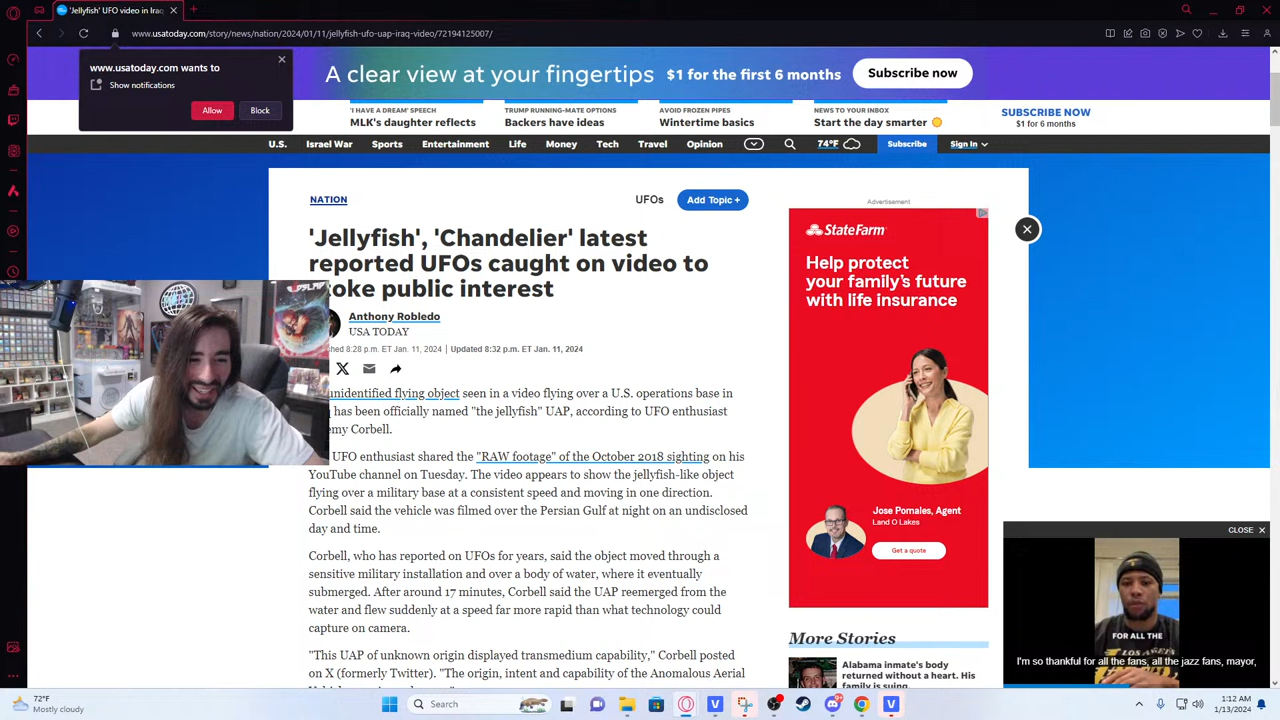 'Jellyfish' UFO video in Iraq
www.usatoday.com/story/news/nation/2024/01/11/jellyfish-ufo-uap-iraq-video/72194125007/
www.usatoday.com wants to
Show notifications
Allow
Block
A clear view at your fingertips
$1 for the first 6 months
Subscribe now
'I HAVE A DREAM' SPEECH
MLK's daughter reflects
TRUMP RUNNING-MATE OPTIONS
Backers have ideas
AVOID FROZEN PIPES
Wintertime basics
NEWS TO YOUR INBOX
Start the day smarter
SUBSCRIBE NOW
$1 for 6 months
U.S.
Israel War
Sports
Entertainment
Life
Money
Tech
Travel
Opinion
74°F
Subscribe
Sign In
NATION
UFOs
Add Topic +
'Jellyfish', 'Chandelier' latest
reported UFOs caught on video to
oke public interest
Anthony Robledo
USA TODAY
hed 8:28 p.m. ET Jan. 11, 2024
Updated 8:32 p.m. ET Jan. 11, 2024
unidentified flying object seen in a video flying over a U.S. operations base in
has been officially named "the jellyfish" UAP, according to UFO enthusiast
emy Corbell.
UFO enthusiast shared the "RAW footage" of the October 2018 sighting on his
YouTube channel on Tuesday. The video appears to show the jellyfish-like object
flying over a military base at a consistent speed and moving in one direction.
Corbell said the vehicle was filmed over the Persian Gulf at night on an undisclosed
day and time.
Corbell, who has reported on UFOs for years, said the object moved through a
sensitive military installation and over a body of water, where it eventually
submerged. After around 17 minutes, Corbell said the UAP reemerged from the
water and flew suddenly at a speed far more rapid than what technology could
capture on camera.
"This UAP of unknown origin displayed transmedium capability," Corbell posted
on X (formerly Twitter). "The origin, intent and capability of the Anomalous Aerial
Advertisement
StateFarm
Help protect
your family's future
with life insurance
Jose Pomales, Agent
Land O Lakes
Get a quote
More Stories
Alabama inmate's body
returned without a heart. His
family is suing.
CLOSE
FOR ALL THE
I'm so thankful for all the fans, all the jazz fans, mayor,
72°F
Mostly cloudy
Search
1:12 AM
1/13/2024